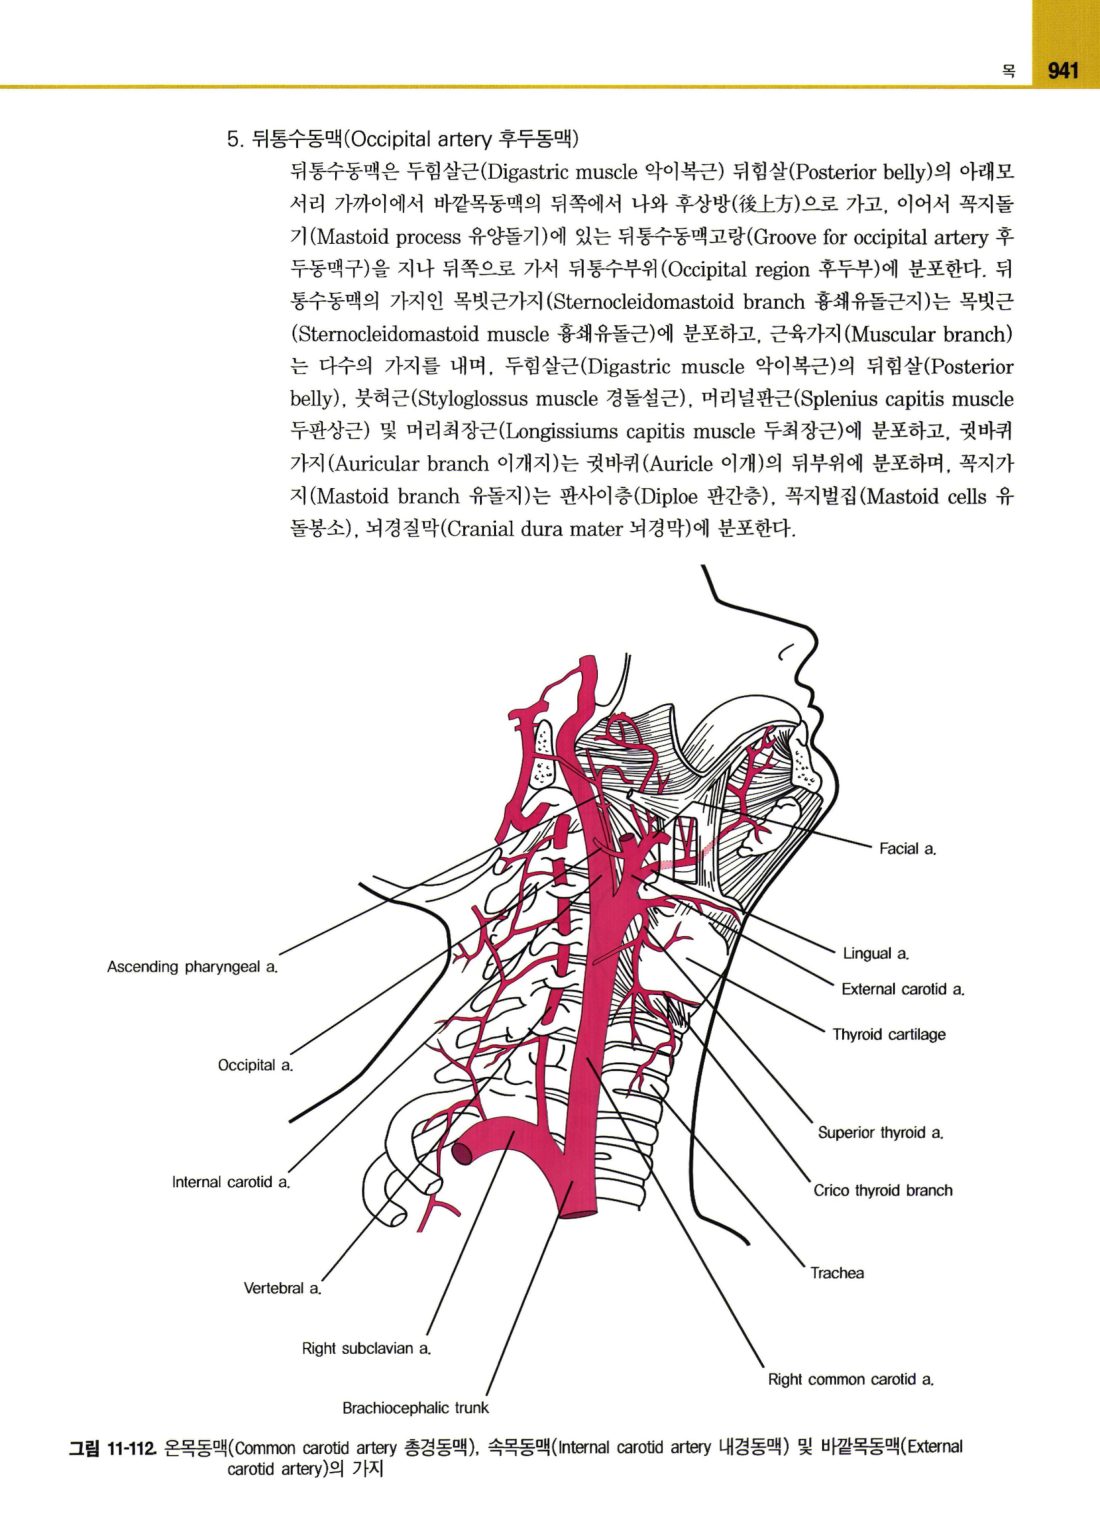 목 941
5. 뒤통수동맥(Occipital artery 후두동맥)
뒤통수동맥은 두힘살근(Digastric muscle 악이복근) 뒤힘살(Posterior belly)의 아래모
서리 가까이에서 바깥목동맥의 뒤쪽에서 나와 후상방(後上方)으로 가고, 이어서 꼭지돌
기(Mastoid process 유양돌기)에 있는 뒤통수동맥고랑(Groove for occipital artery 후
두동맥구)을 지나 뒤쪽으로 가서 뒤통수부위(Occipital region 후두부)에 분포한다. 뒤
통수동맥의 가지인 목빗근가지(Sternocleidomastoid branch 흉쇄유돌근지)는 목빗근
(Sternocleidomastoid muscle 흉쇄유돌근)에 분포하고, 근육가지(Muscular branch)
는 다수의 가지를 내며, 두힘살근(Digastric muscle 악이복근)의 뒤힘살(Posterior
belly), 붓혀근(Styloglossus muscle 경돌설근), 머리널판근(Splenius capitis muscle
두판상근) 및 머리최장근(Longissiums capitis muscle 두최장근)에 분포하고, 귓바퀴
가지(Auricular branch 이개지)는 귓바퀴(Auricle 이개)의 뒤부위에 분포하며, 꼭지가
지(Mastoid branch 유돌지)는 판사이층(Diploe 판간층), 꼭지벌집(Mastoid cells 유
돌봉소), 뇌경질막(Cranial dura mater 뇌경막)에 분포한다.
Facial a.
Lingual a.
Ascending pharyngeal a.
External carotid a.
Thyroid cartilage
Occipital a.
Superior thyroid a.
Internal carotid a.
Crico thyroid branch
Trachea
Vertebral a.
Right subclavian a.
Right common carotid a.
Brachiocephalic trunk
그림 11-112. 온목동맥(Common carotid artery 총경동맥), 속목동맥(Internal carotid artery 내경동맥) 및 바깥목동맥(External
carotid artery)의 가지